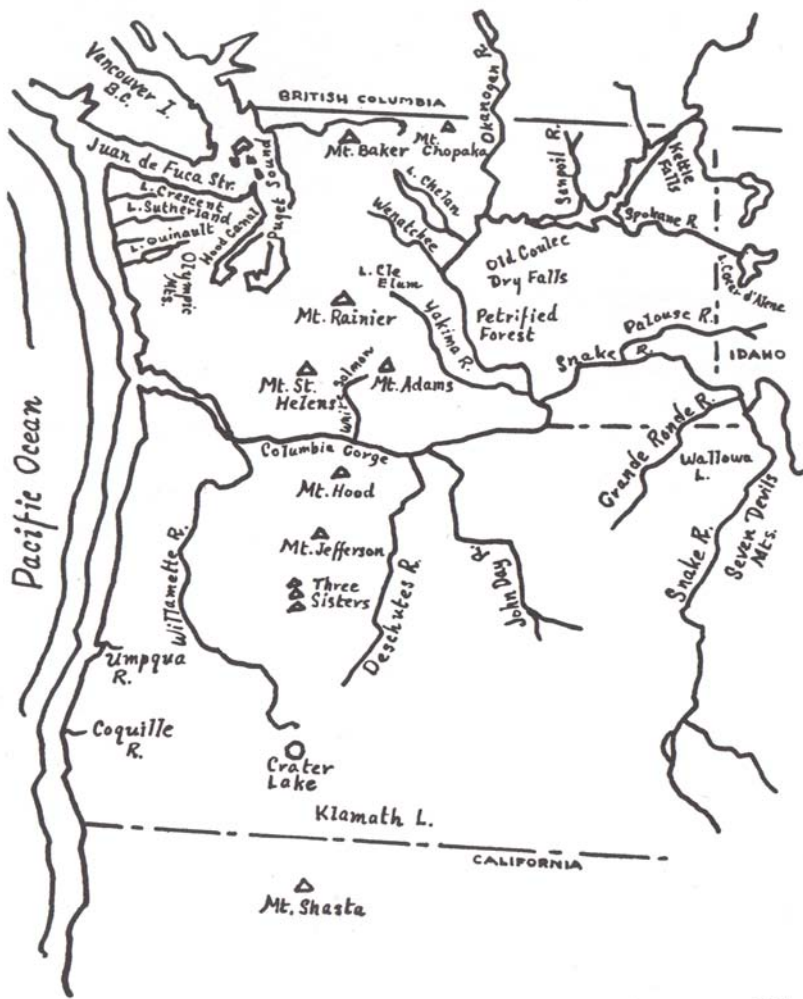 Vancouver I.
B.C.
BRITISH COLUMBIA
Okanogan R.
Mt. Baker
Mt.
Chopaka
Sanpoil R.
Kettle
Falls
Juan de Fuca Str.
Puget Sound
L. Crescent
L. Sutherland
Hood Canal
L. Quinault
Olympic
Mts.
L. Chelan
Wenatchee
Spokane R.
L. Coeur d'Alene
Old Coulee
Dry Falls
L. Cle
Elum
Mt. Rainier
Yakima R.
Petrified
Forest
Palouse R.
Snake R.
IDAHO
Mt. St.
Helens
White Salmon
Mt. Adams
Pacific Ocean
Columbia Gorge
Grande Ronde R.
Wallowa
L.
Mt. Hood
Seven Devils
Mts.
Snake R.
Willamette R.
Mt. Jefferson
Three
Sisters
Deschutes R.
John Day R.
Umpqua
R.
Coquille
R.
Crater
Lake
Klamath L.
CALIFORNIA
Mt. Shasta